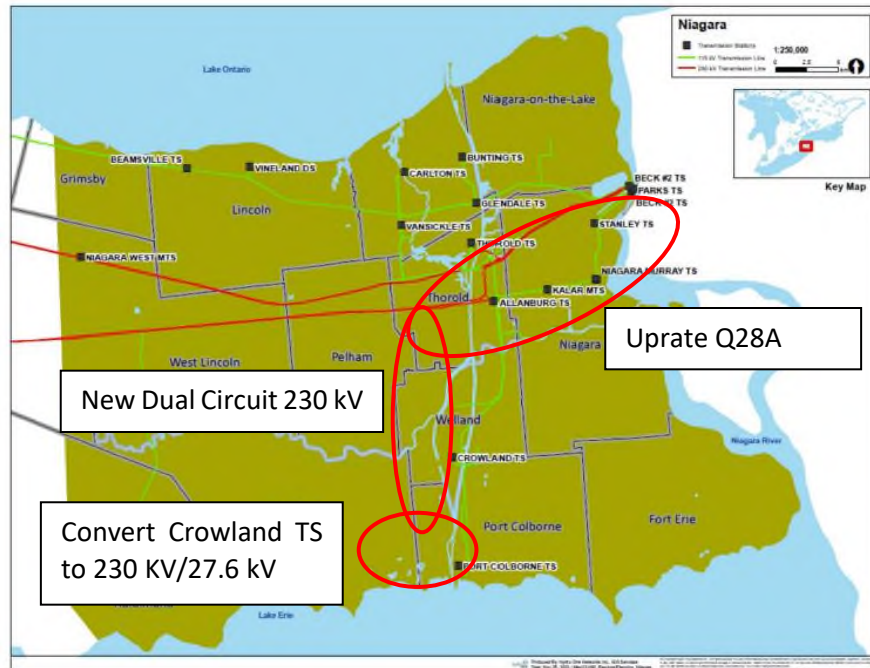 Niagara
Transmission Stations
1:250,000
115 kV Transmission Line
230 kV Transmission Line
Key Map
Lake Ontario
Niagara-on-the-Lake
BUNTING TS
BEAMSVILLE TS
VINELAND DS
CARLTON TS
BECK #2 TS
PARKS TS
Grimsby
Lincoln
GLENDALE TS
VANSICKLE TS
STANLEY TS
THOROLD TS
NIAGARA WEST MTS
NIAGARA MURRAY TS
KALAR MTS
Thorold
ALLANBURG TS
Niagara
Uprate Q28A
West Lincoln
Pelham
New Dual Circuit 230 kV
Welland
Niagara River
CROWLAND TS
Convert Crowland TS
to 230 KV/27.6 kV
Port Colborne
Fort Erie
PORT COLBORNE TS
Lake Erie